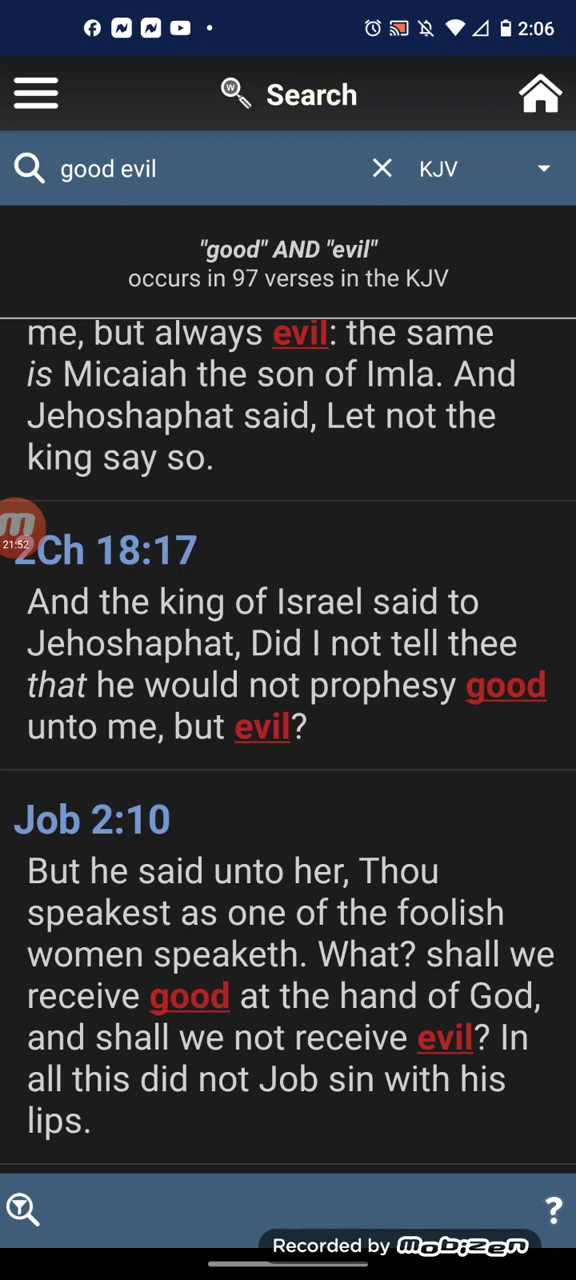 2:06
Search
good evil
KJV
"good" AND "evil"
occurs in 97 verses in the KJV
me, but always evil: the same
is Micaiah the son of Imla. And
Jehoshaphat said, Let not the
king say so.
21:52
2Ch 18:17
And the king of Israel said to
Jehoshaphat, Did I not tell thee
that he would not prophesy good
unto me, but evil?
Job 2:10
But he said unto her, Thou
speakest as one of the foolish
women speaketh. What? shall we
receive good at the hand of God,
and shall we not receive evil? In
all this did not Job sin with his
lips.
?
Recorded by mobizen